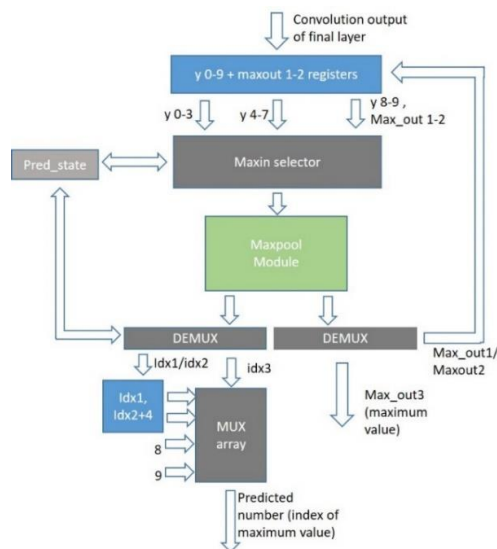 Convolution output
of final layer
y 0-9 + maxout 1-2 registers
y 0-3
y 4-7
y 8-9 ,
Max_out 1-2
Pred_state
Maxin selector
Maxpool
Module
DEMUX
DEMUX
Idx1/idx2
idx3
Max_out1/
Maxout2
Idx1,
Idx2+4
8
9
MUX
array
Max_out3
(maximum
value)
Predicted
number (index of
maximum value)